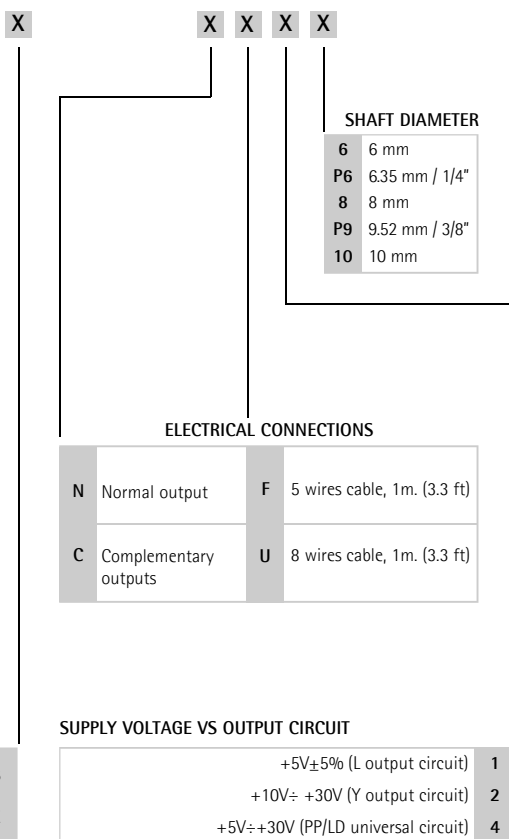 X X X X X
SHAFT DIAMETER
6 6 mm
P6 6.35 mm / 1/4"
8 8 mm
P9 9.52 mm / 3/8"
10 10 mm
ELECTRICAL CONNECTIONS
N Normal output F 5 wires cable, 1m. (3.3 ft)
C Complementary outputs U 8 wires cable, 1m. (3.3 ft)
SUPPLY VOLTAGE VS OUTPUT CIRCUIT
+5V±5% (L output circuit) 1
+10V÷ +30V (Y output circuit) 2
+5V÷+30V (PP/LD universal circuit) 4